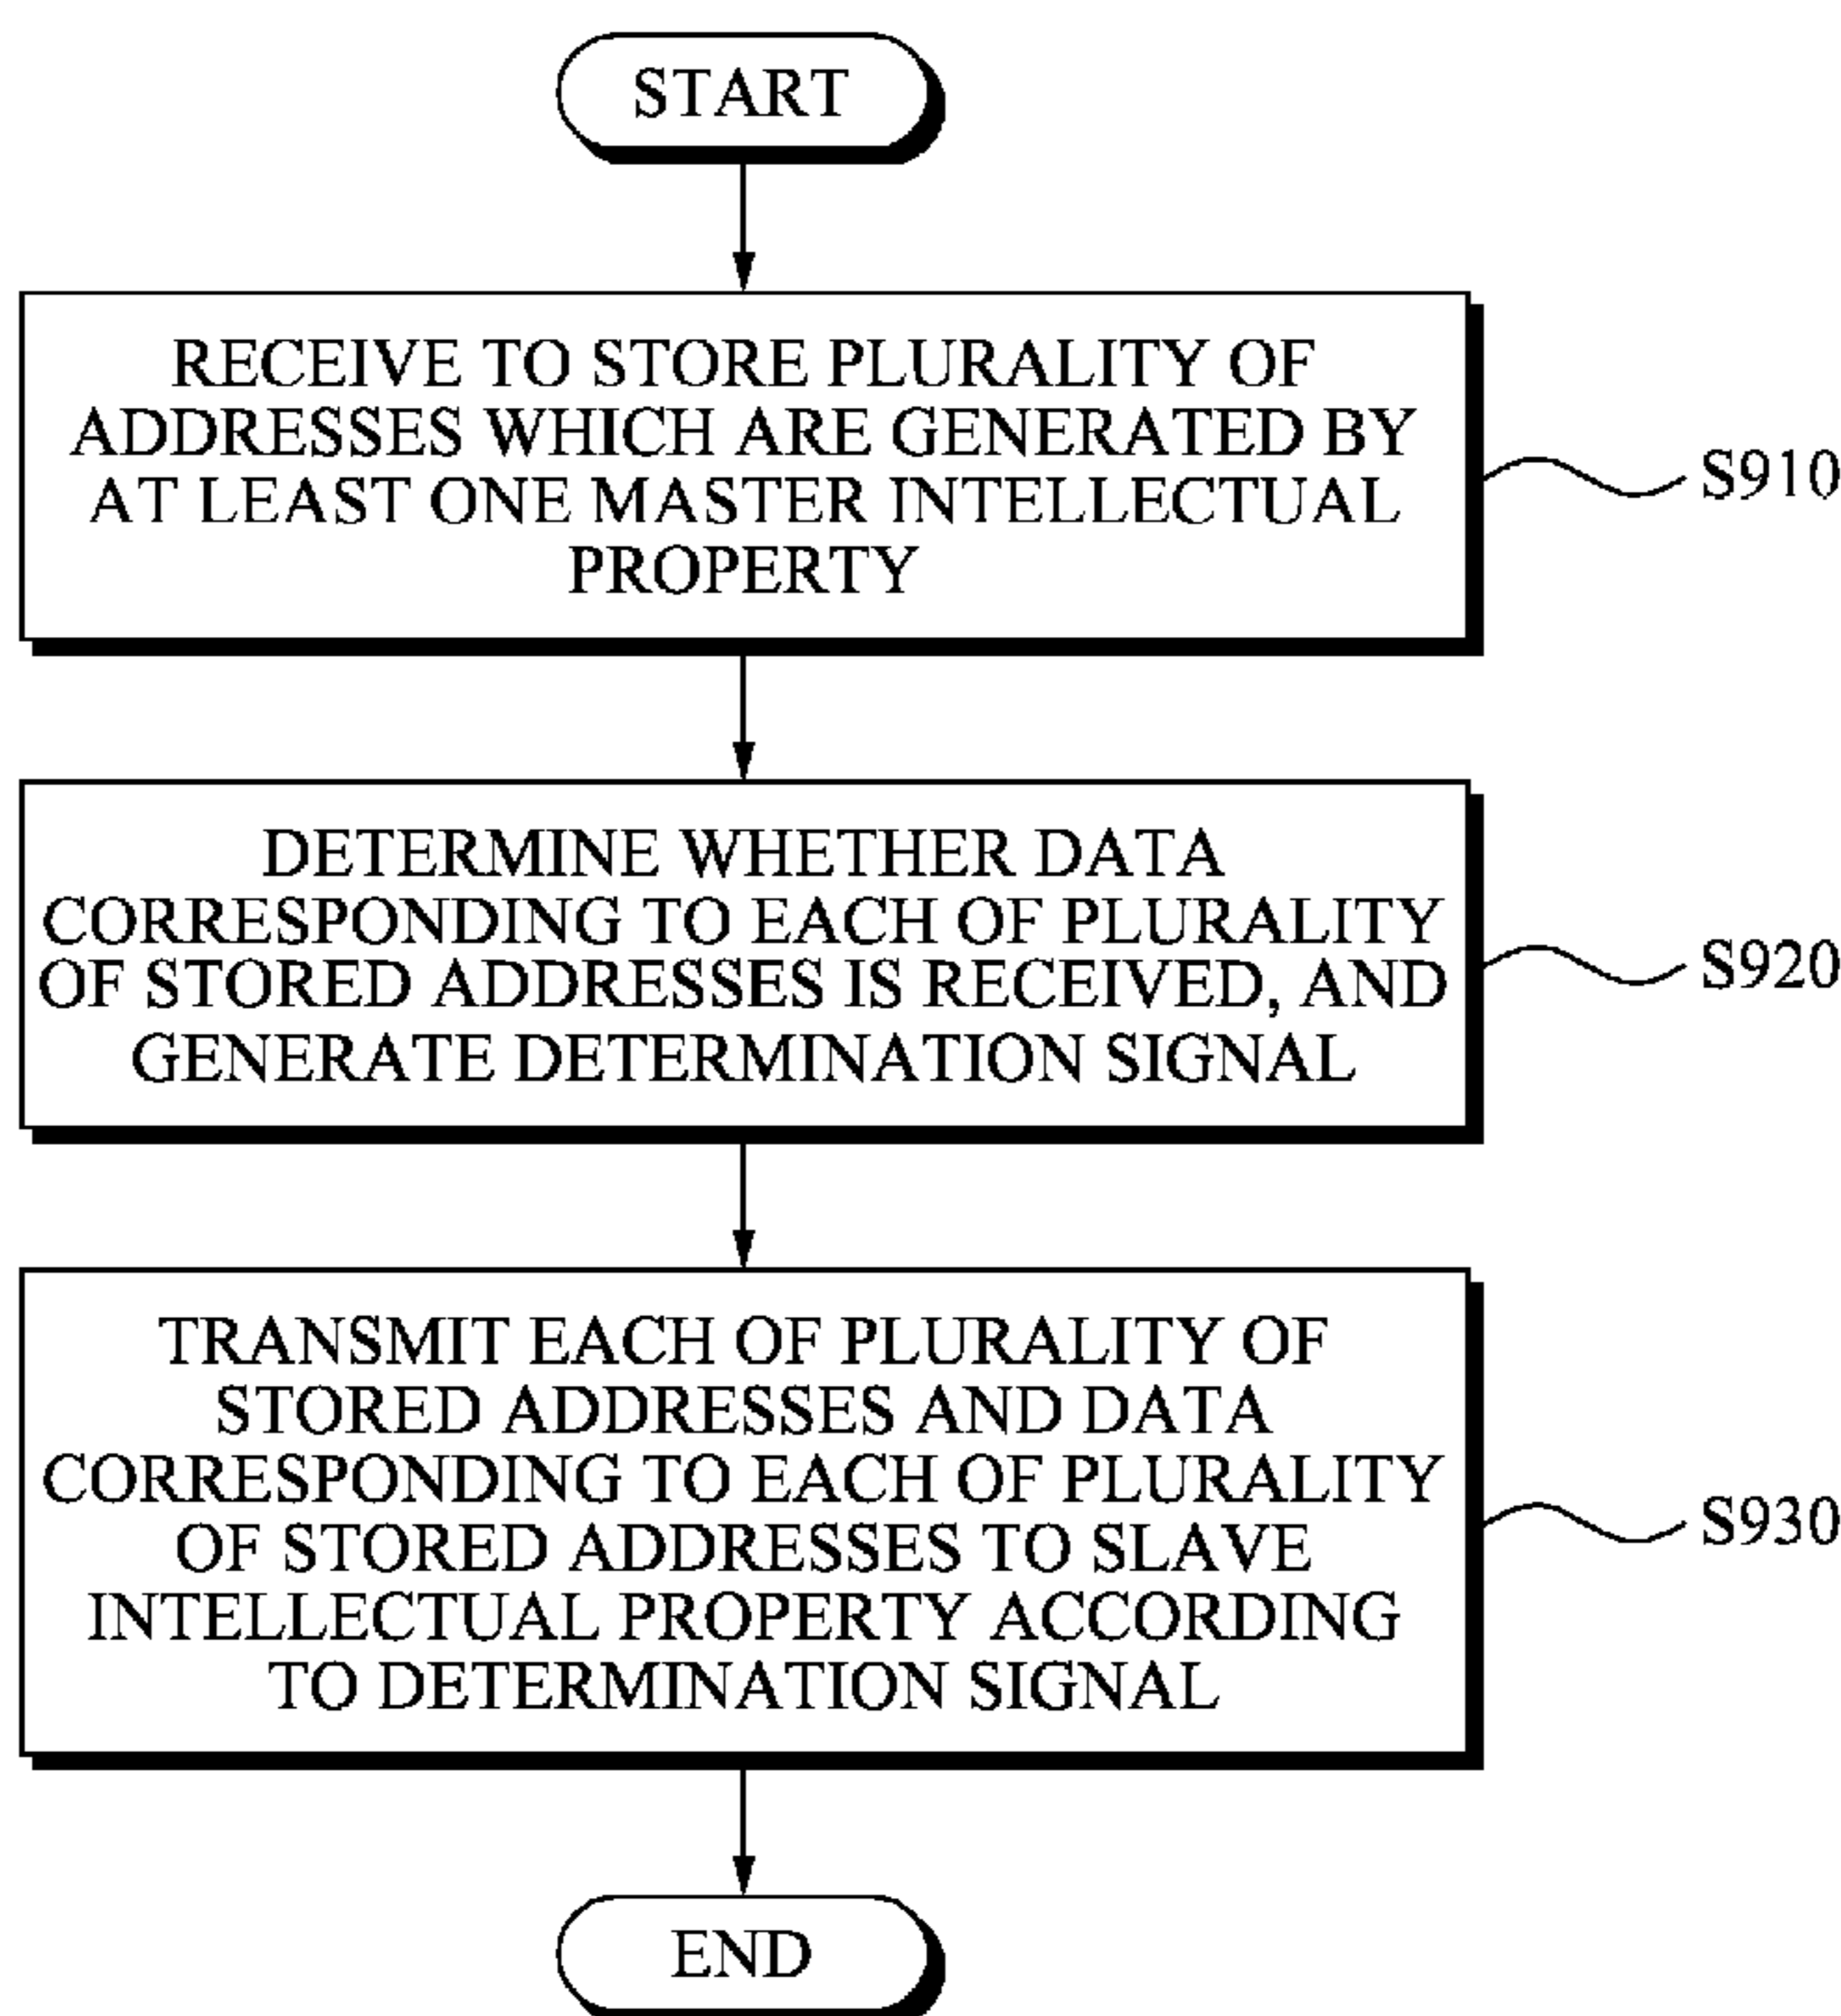 START
RECEIVE TO STORE PLURALITY OF
ADDRESSES WHICH ARE GENERATED BY
AT LEAST ONE MASTER INTELLECTUAL
PROPERTY
S910
DETERMINE WHETHER DATA
CORRESPONDING TO EACH OF PLURALITY
OF STORED ADDRESSES IS RECEIVED, AND
GENERATE DETERMINATION SIGNAL
S920
TRANSMIT EACH OF PLURALITY OF
STORED ADDRESSES AND DATA
CORRESPONDING TO EACH OF PLURALITY
OF STORED ADDRESSES TO SLAVE
INTELLECTUAL PROPERTY ACCORDING
TO DETERMINATION SIGNAL
S930
END